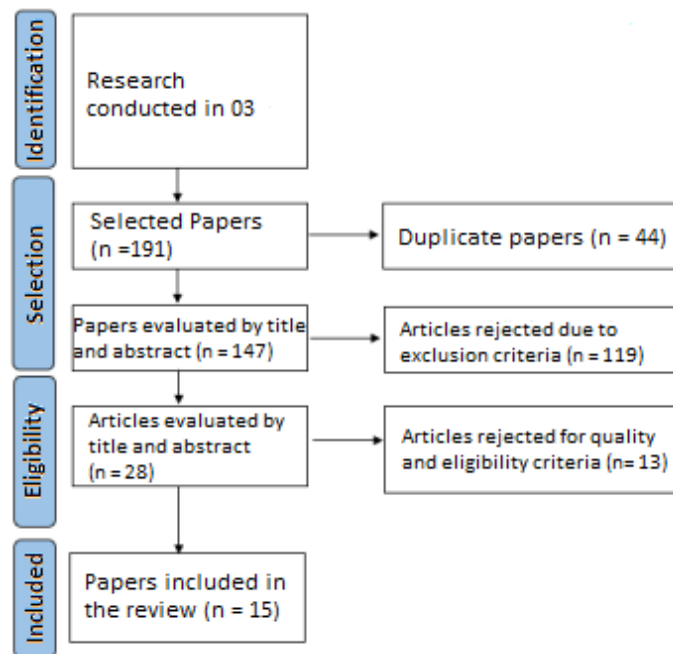 Identification
Research
conducted in 03
Selection
Selected Papers
(n =191)
Duplicate papers (n = 44)
Papers evaluated by title
and abstract (n = 147)
Articles rejected due to
exclusion criteria (n = 119)
Eligibility
Articles evaluated by
title and abstract
(n = 28)
Articles rejected for quality
and eligibility criteria (n= 13)
Included
Papers included in
the review (n = 15)